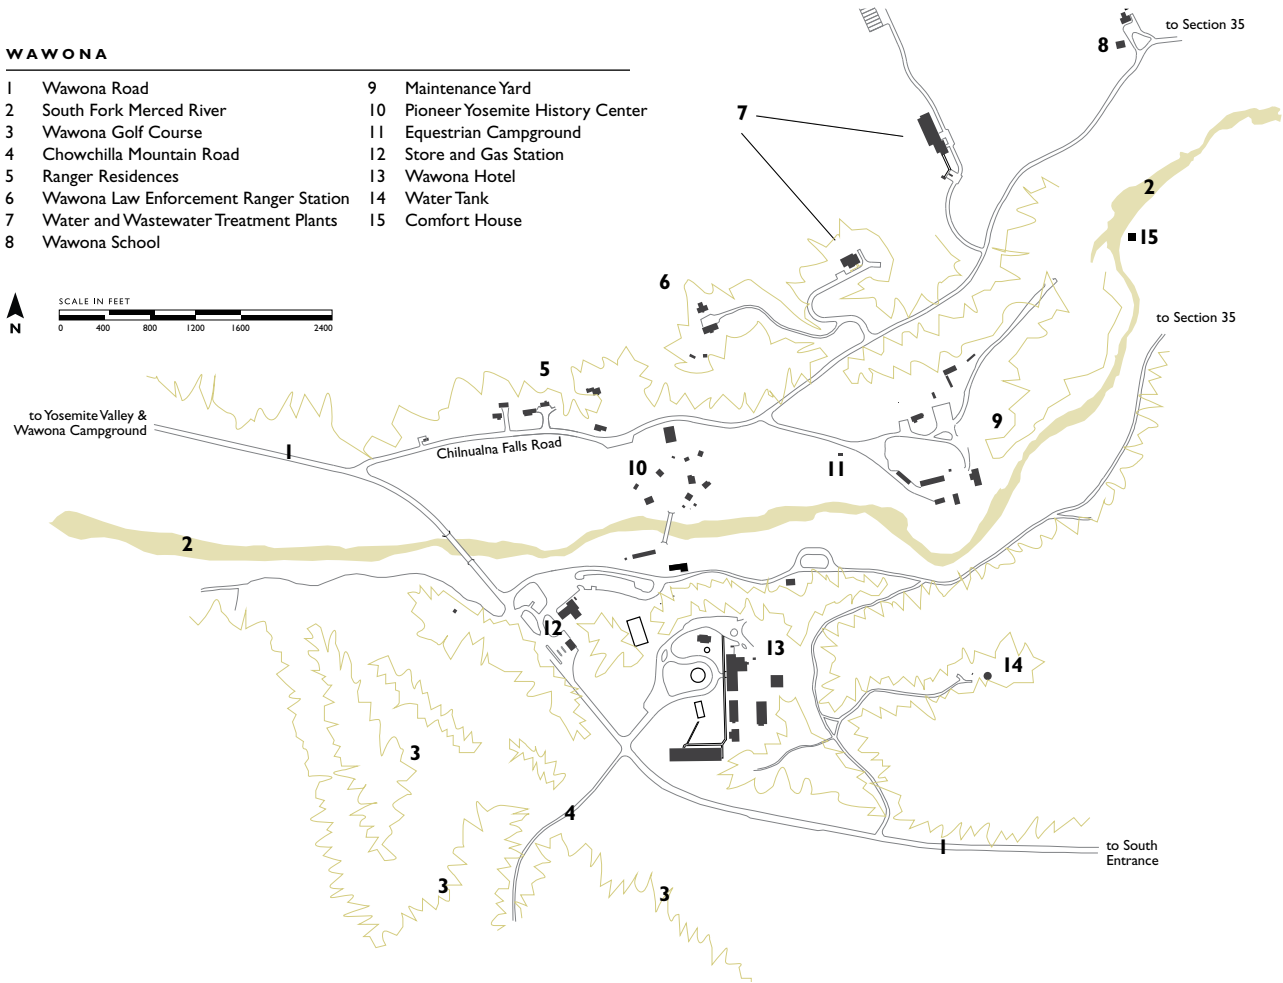 WAWONA
1 Wawona Road
2 South Fork Merced River
3 Wawona Golf Course
4 Chowchilla Mountain Road
5 Ranger Residences
6 Wawona Law Enforcement Ranger Station
7 Water and Wastewater Treatment Plants
8 Wawona School
9 Maintenance Yard
10 Pioneer Yosemite History Center
11 Equestrian Campground
12 Store and Gas Station
13 Wawona Hotel
14 Water Tank
15 Comfort House
N
SCALE IN FEET
0 400 800 1200 1600 2400
to Section 35
8
7
2
15
6
to Section 35
5
to Yosemite Valley &
Wawona Campground
1
Chilnualna Falls Road
9
10
11
2
12
13
14
3
4
1
to South
Entrance
3
3